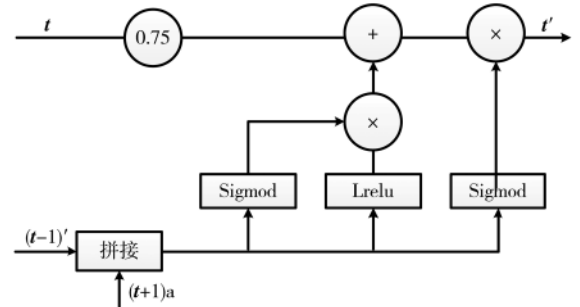 t
0.75
+
×
t′
×
Sigmod
Lrelu
Sigmod
(t−1)′
拼接
(t+1)a